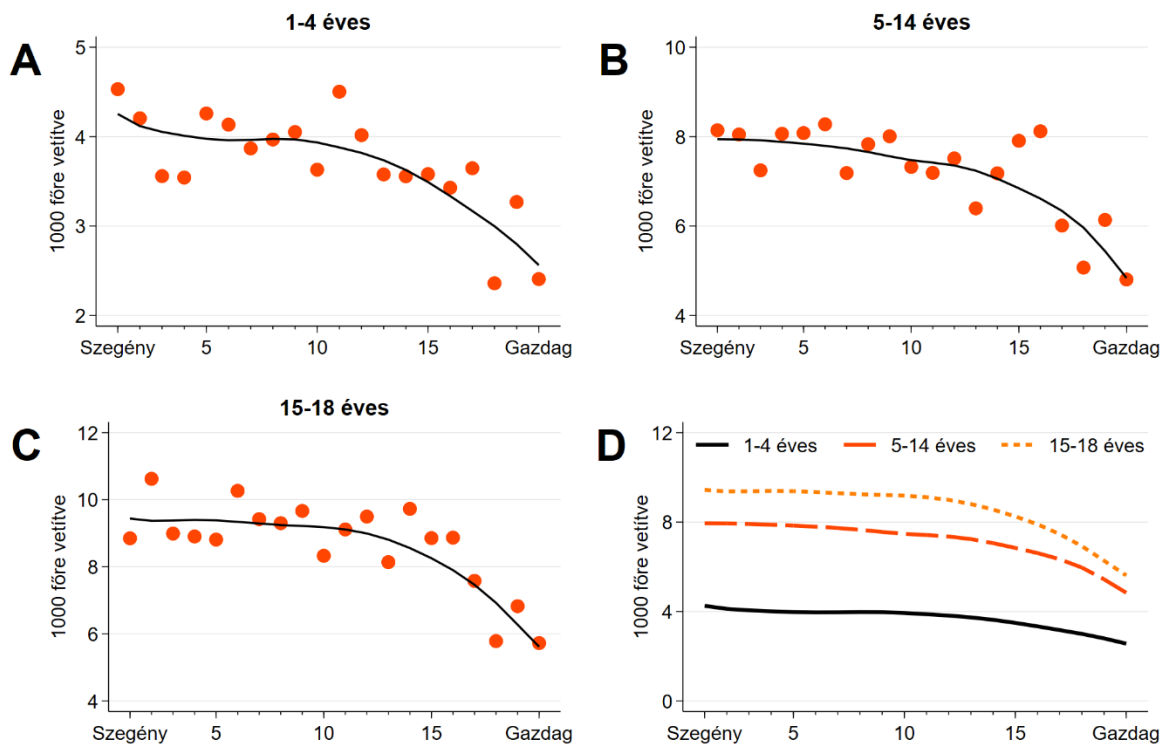 A
1-4 éves
1000 főre vetítve
5
4
3
2
Szegény 5 10 15 Gazdag
B
5-14 éves
1000 főre vetítve
10
8
6
4
Szegény 5 10 15 Gazdag
C
15-18 éves
1000 főre vetítve
12
10
8
6
4
Szegény 5 10 15 Gazdag
D
1-4 éves 5-14 éves 15-18 éves
1000 főre vetítve
12
8
4
0
Szegény 5 10 15 Gazdag